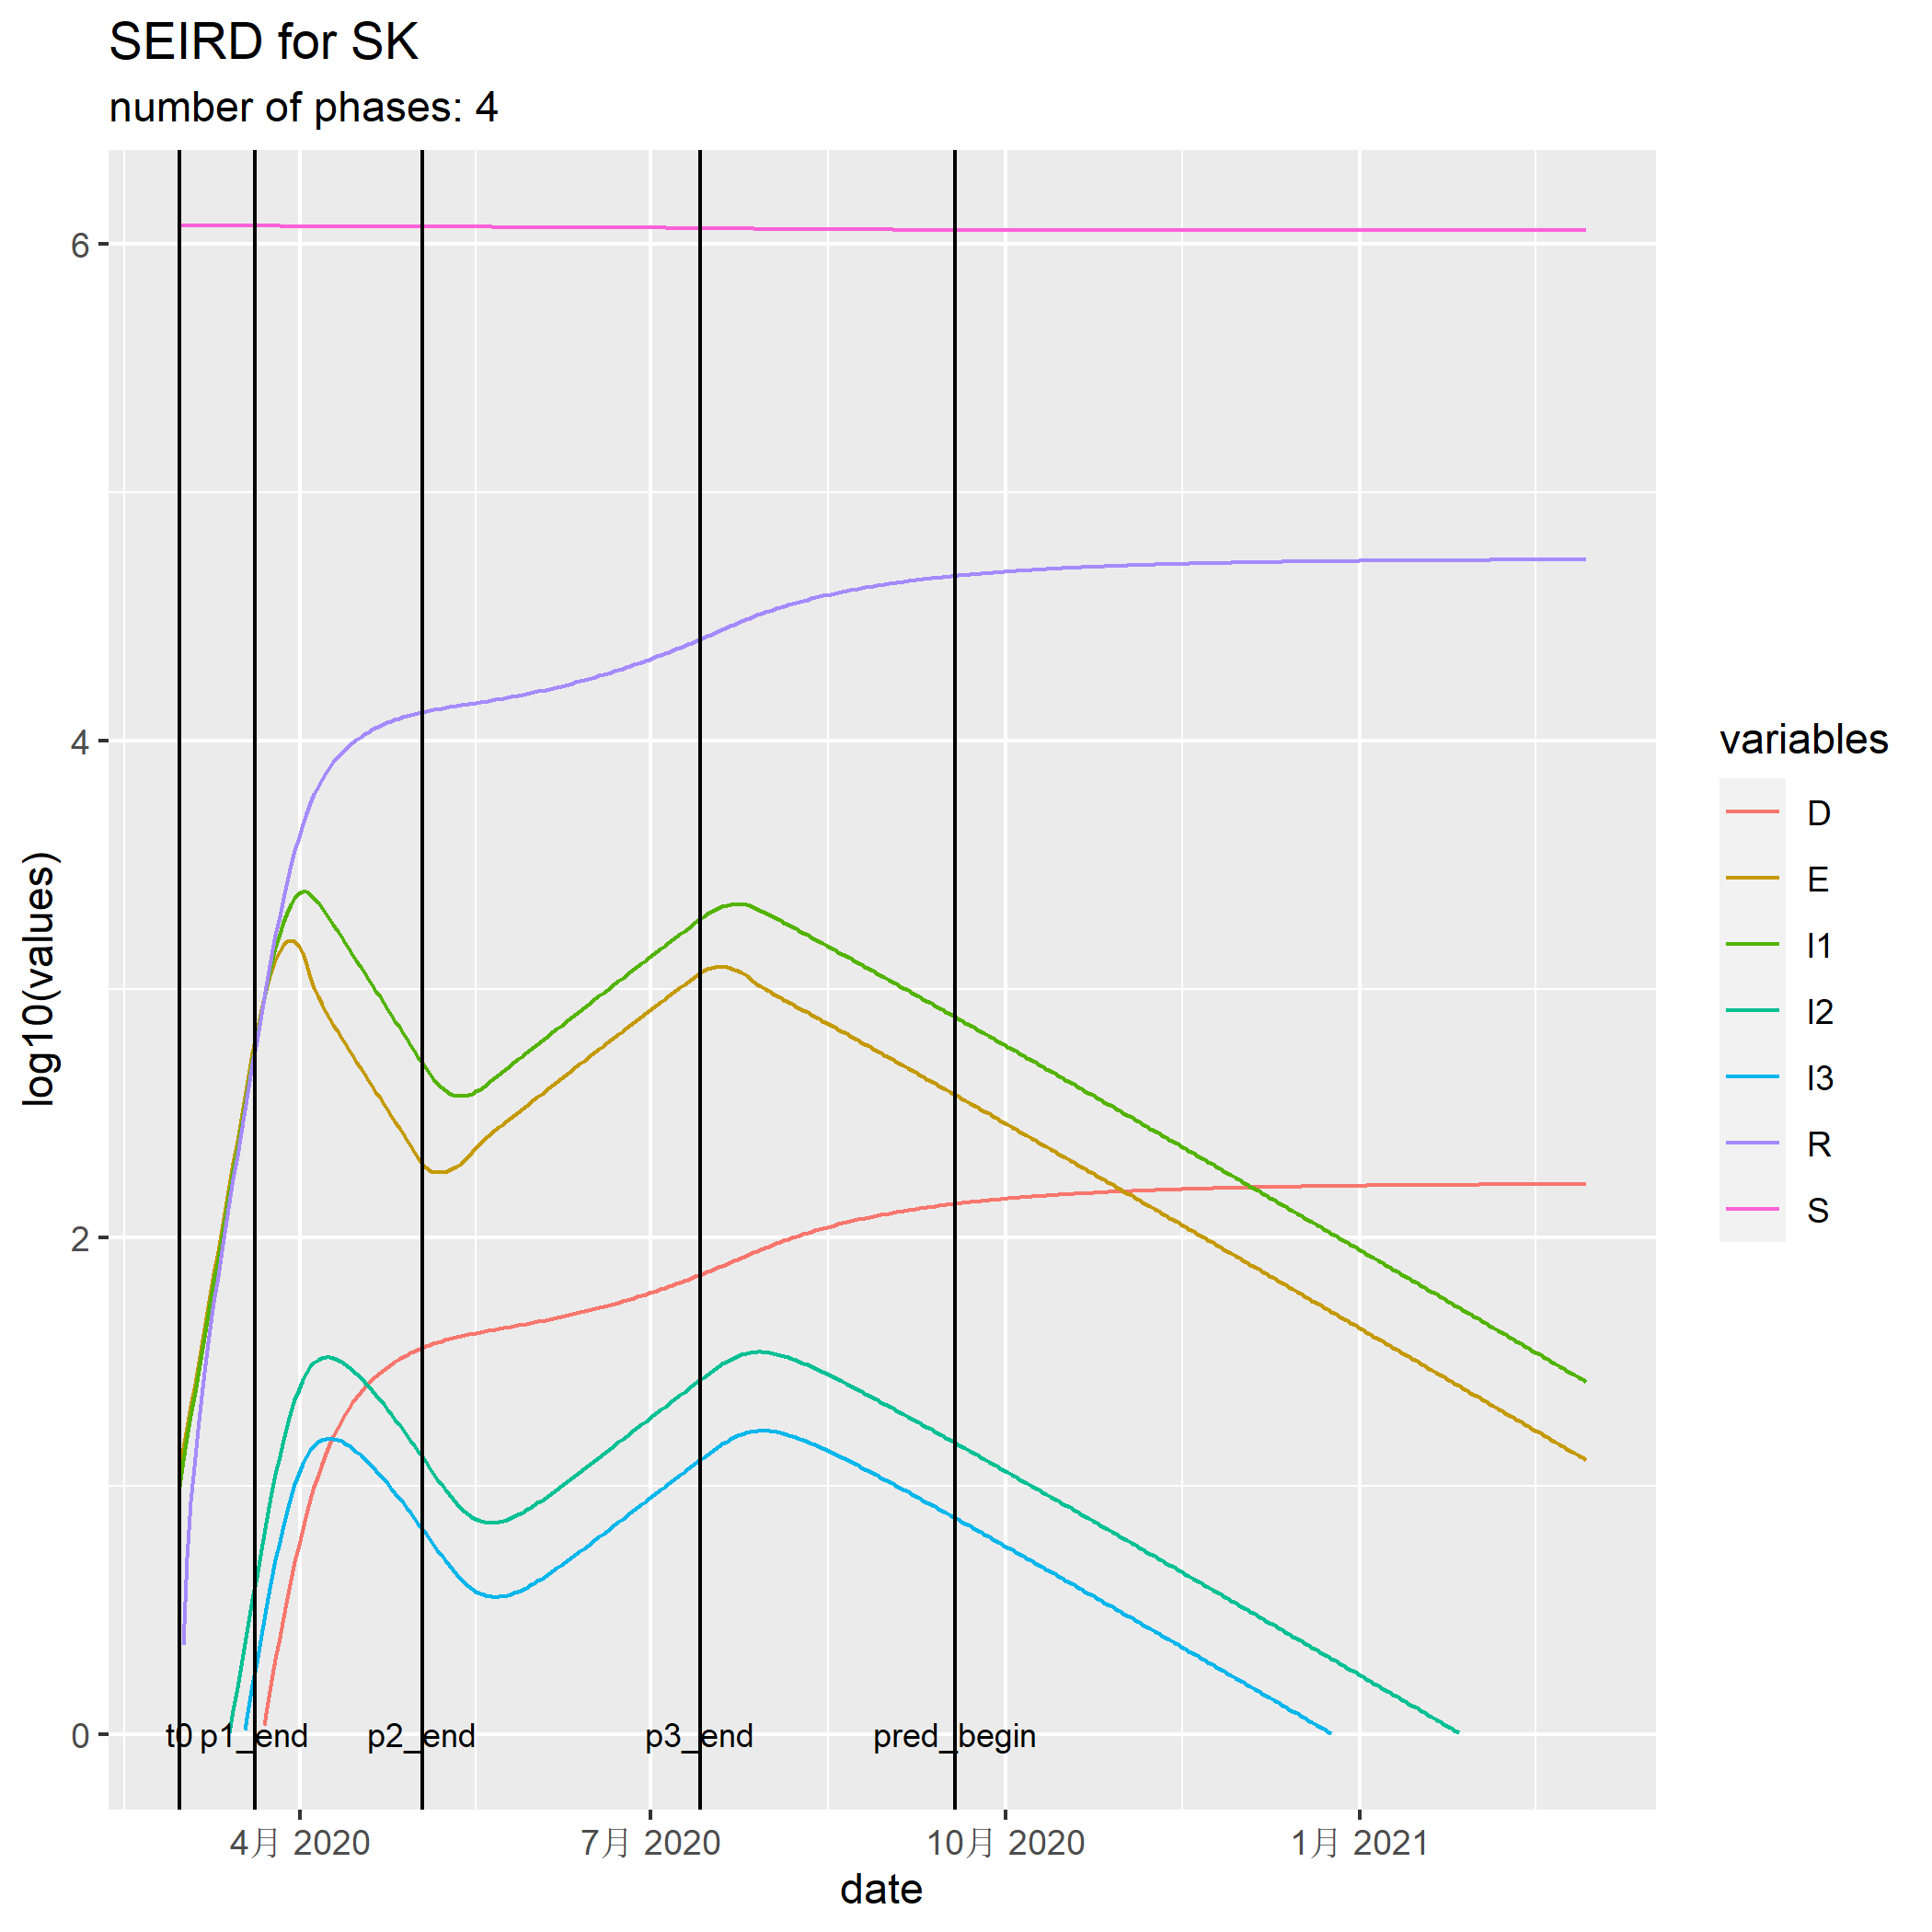 SEIRD for SK
number of phases: 4
6
4
2
0
log10(values)
t0 p1_end p2_end p3_end pred_begin
4月 2020 7月 2020 10月 2020 1月 2021
date
variables
D
E
I1
I2
I3
R
S